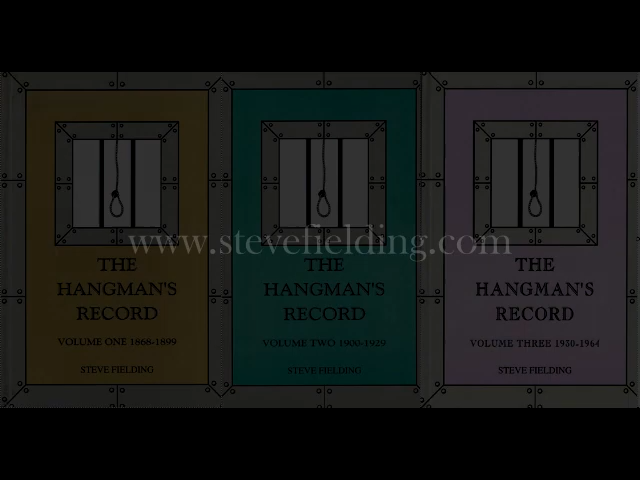 www.stevefielding.com
THE
HANGMAN'S
RECORD
VOLUME ONE 1868-1899
STEVE FIELDING
THE
HANGMAN'S
RECORD
VOLUME TWO 1900-1929
STEVE FIELDING
THE
HANGMAN'S
RECORD
VOLUME THREE 1930-1964
STEVE FIELDING